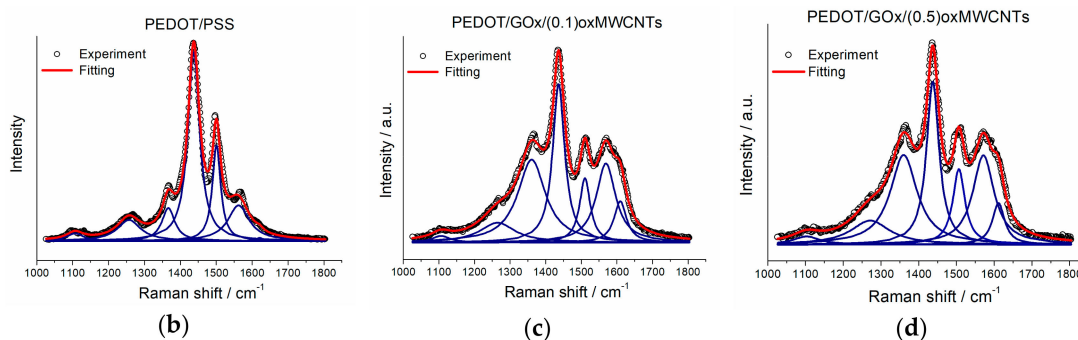 PEDOT/PSS
Experiment
Fitting
Intensity
1000 1100 1200 1300 1400 1500 1600 1700 1800
Raman shift / cm-1
(b)
PEDOT/GOx/(0.1)oxMWCNTs
Experiment
Fitting
Intensity / a.u.
1000 1100 1200 1300 1400 1500 1600 1700 1800
Raman shift / cm-1
(c)
PEDOT/GOx/(0.5)oxMWCNTs
Experiment
Fitting
Intensity / a.u.
1000 1100 1200 1300 1400 1500 1600 1700 1800
Raman shift / cm-1
(d)